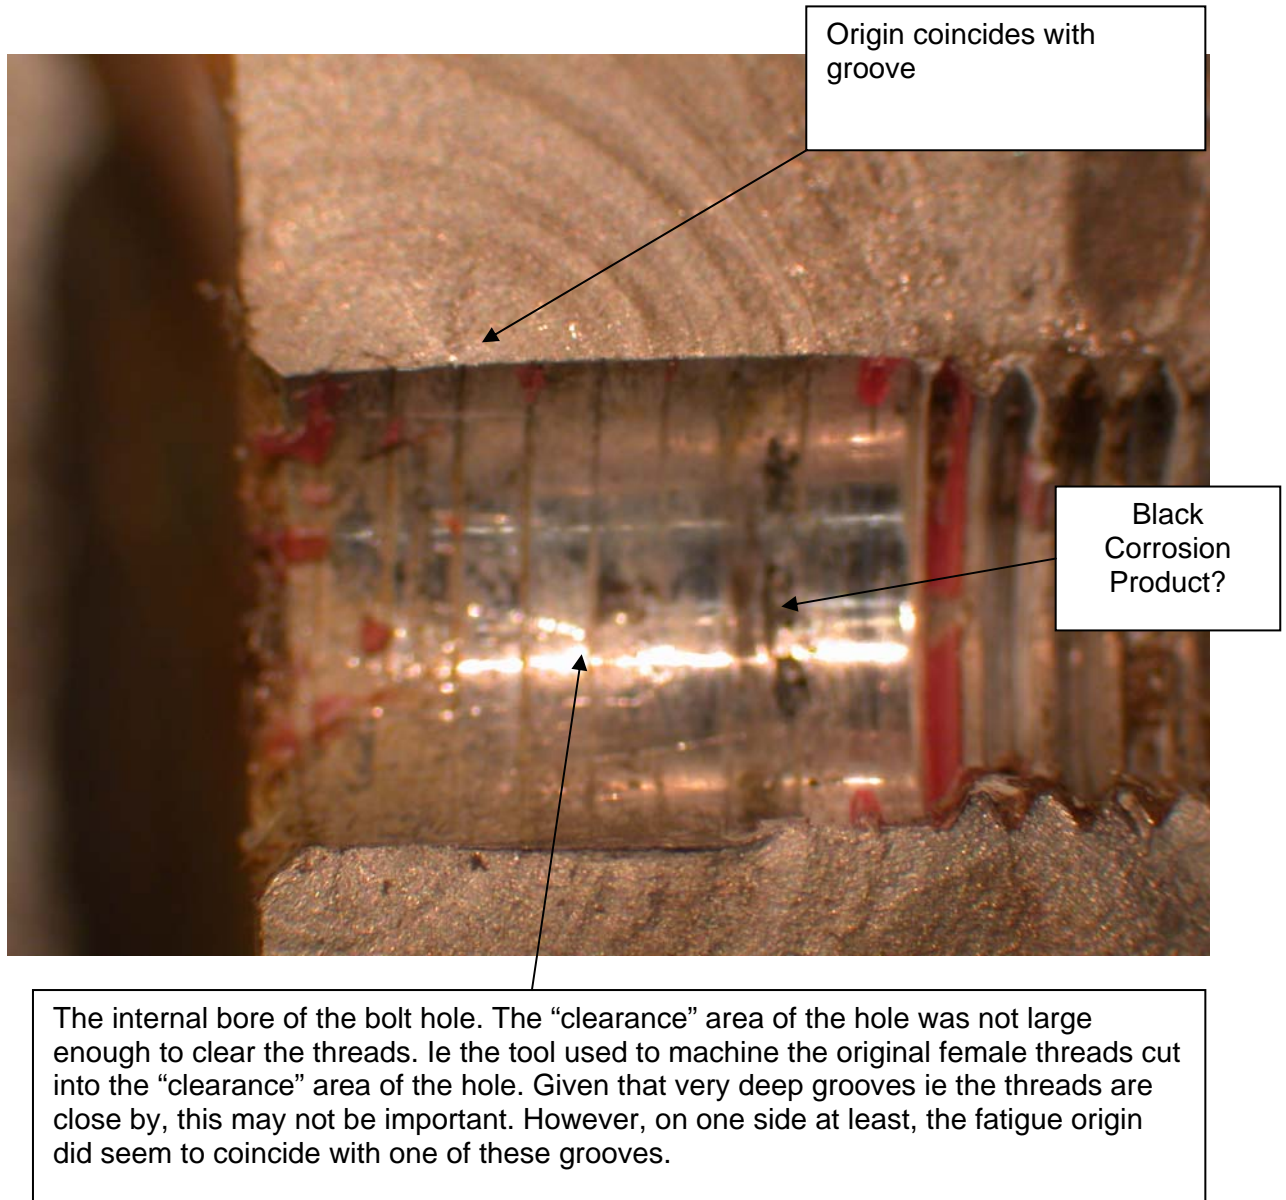 Origin coincides with
groove
Black
Corrosion
Product?
The internal bore of the bolt hole. The “clearance” area of the hole was not large
enough to clear the threads. Ie the tool used to machine the original female threads cut
into the “clearance” area of the hole. Given that very deep grooves ie the threads are
close by, this may not be important. However, on one side at least, the fatigue origin
did seem to coincide with one of these grooves.